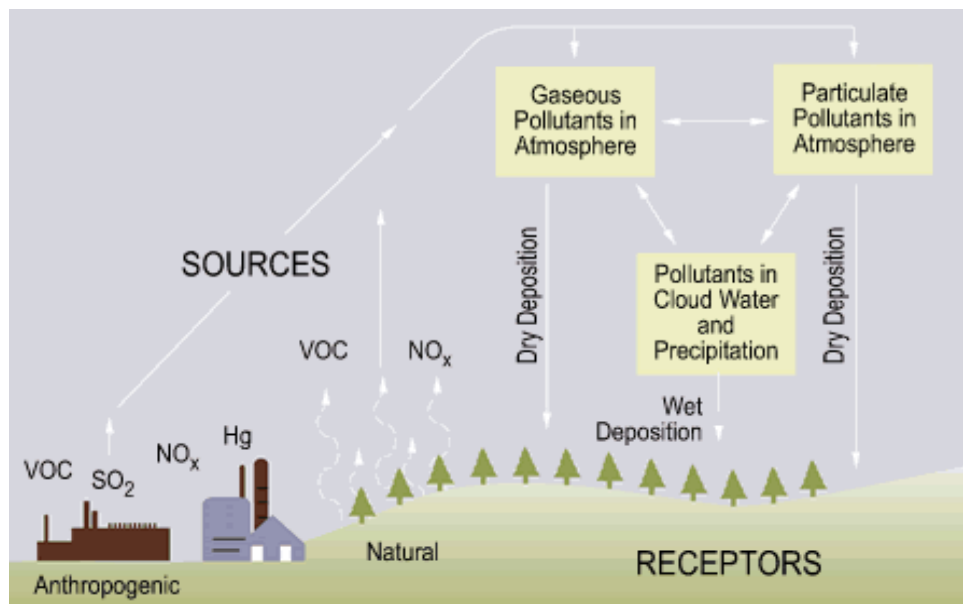 Gaseous
Pollutants in
Atmosphere
Particulate
Pollutants in
Atmosphere
SOURCES
Dry Deposition
Pollutants in
Cloud Water
and
Precipitation
Dry Deposition
VOC
NOx
Wet
Deposition
VOC
SO2
NOx
Hg
Natural
Anthropogenic
RECEPTORS